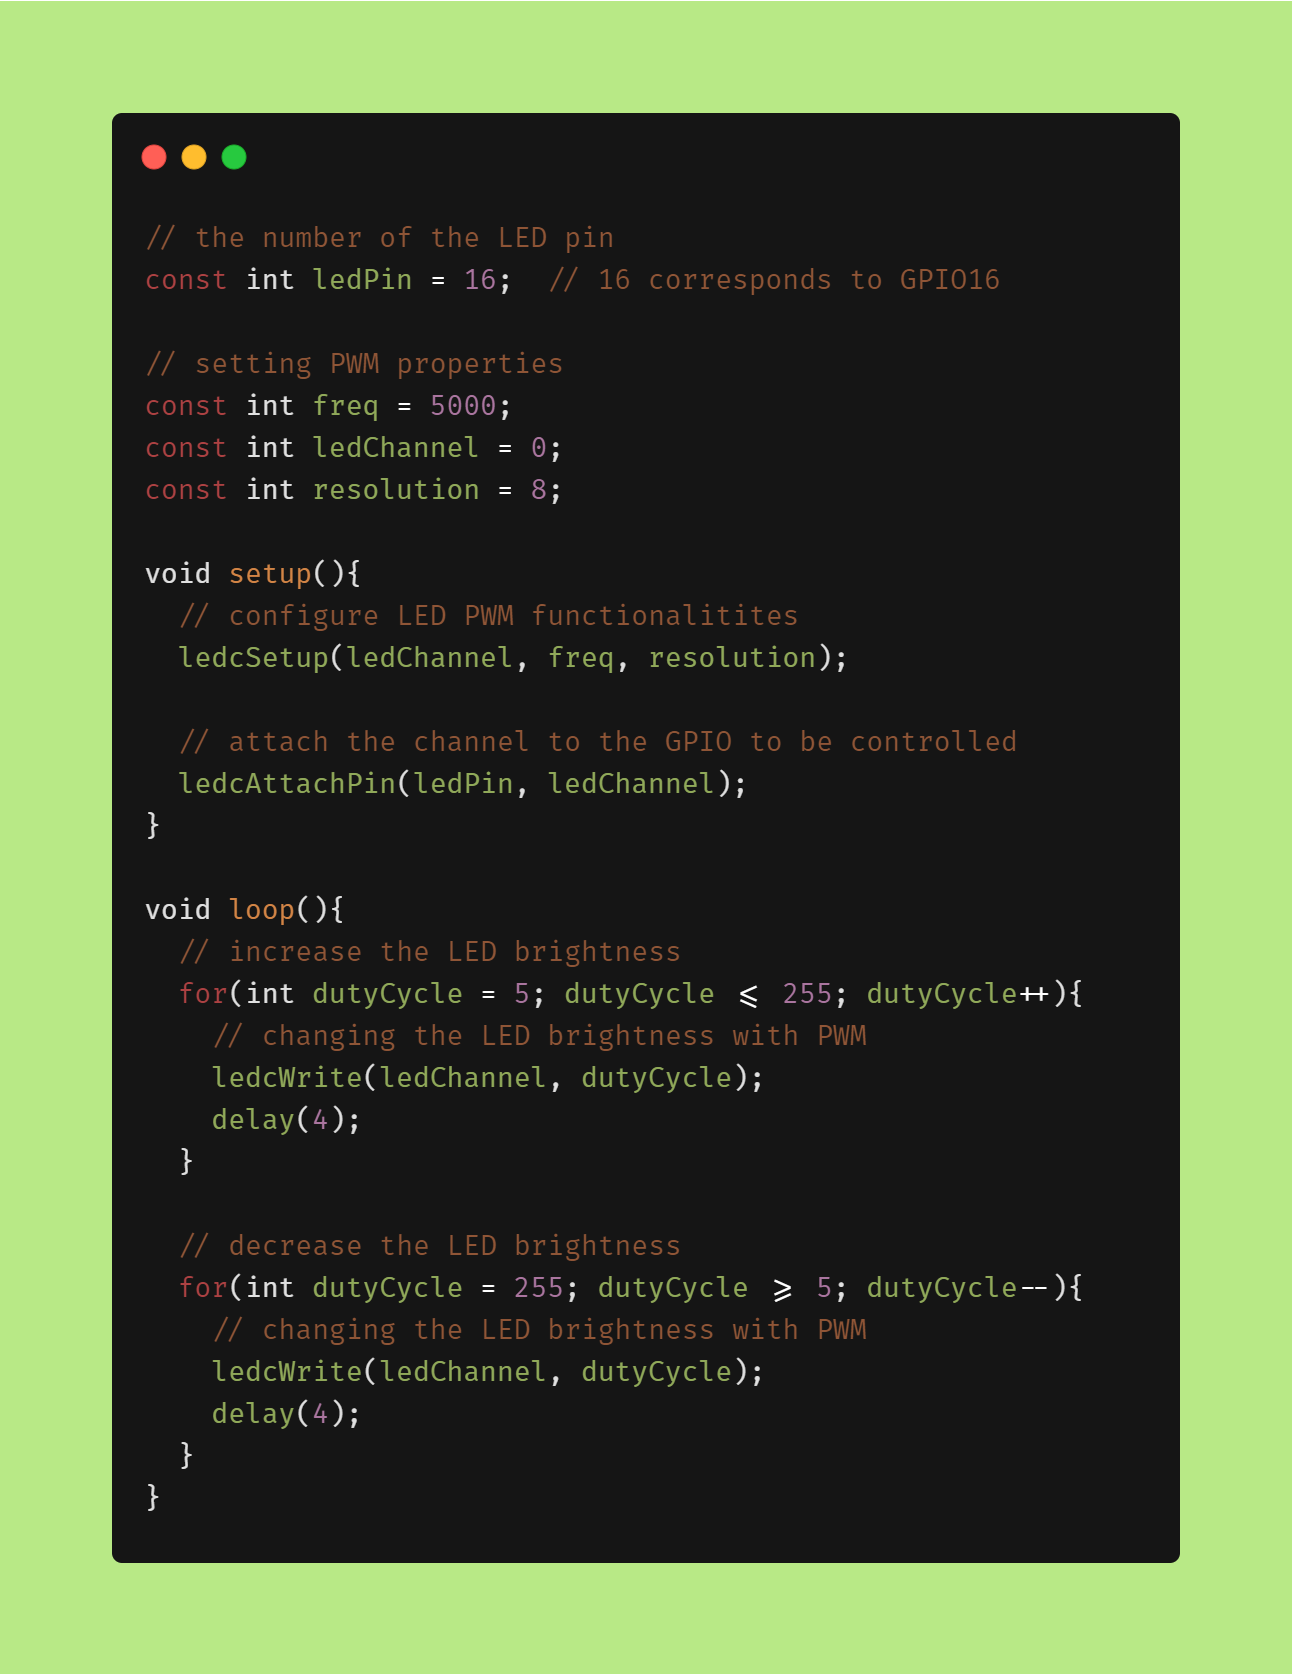 // the number of the LED pin
const int ledPin = 16;  // 16 corresponds to GPIO16

// setting PWM properties
const int freq = 5000;
const int ledChannel = 0;
const int resolution = 8;

void setup(){
  // configure LED PWM functionalitites
  ledcSetup(ledChannel, freq, resolution);

  // attach the channel to the GPIO to be controlled
  ledcAttachPin(ledPin, ledChannel);
}

void loop(){
  // increase the LED brightness
  for(int dutyCycle = 5; dutyCycle <= 255; dutyCycle++){
    // changing the LED brightness with PWM
    ledcWrite(ledChannel, dutyCycle);
    delay(4);
  }

  // decrease the LED brightness
  for(int dutyCycle = 255; dutyCycle >= 5; dutyCycle--){
    // changing the LED brightness with PWM
    ledcWrite(ledChannel, dutyCycle);
    delay(4);
  }
}